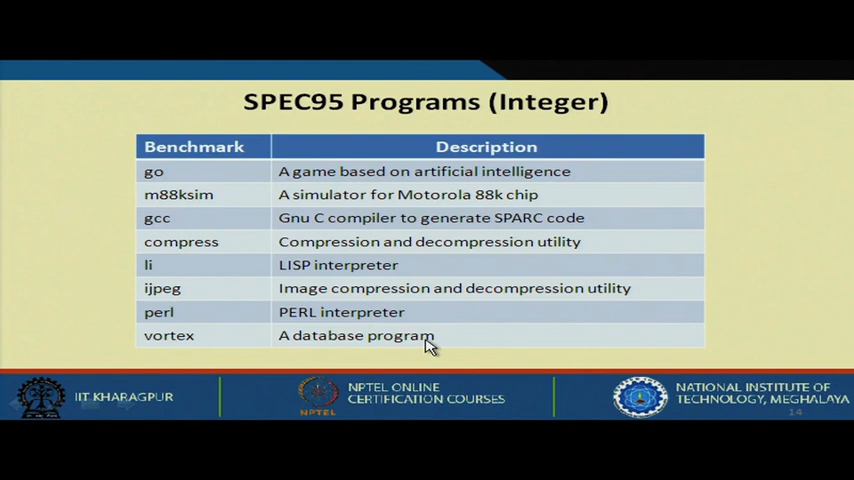 SPEC95 Programs (Integer)
Benchmark Description
go A game based on artificial intelligence
m88ksim A simulator for Motorola 88k chip
gcc Gnu C compiler to generate SPARC code
compress Compression and decompression utility
li LISP interpreter
ijpeg Image compression and decompression utility
perl PERL interpreter
vortex A database program
IIT KHARAGPUR
NPTEL ONLINE
CERTIFICATION COURSES
NPTEL
NATIONAL INSTITUTE OF
TECHNOLOGY, MEGHALAYA
14